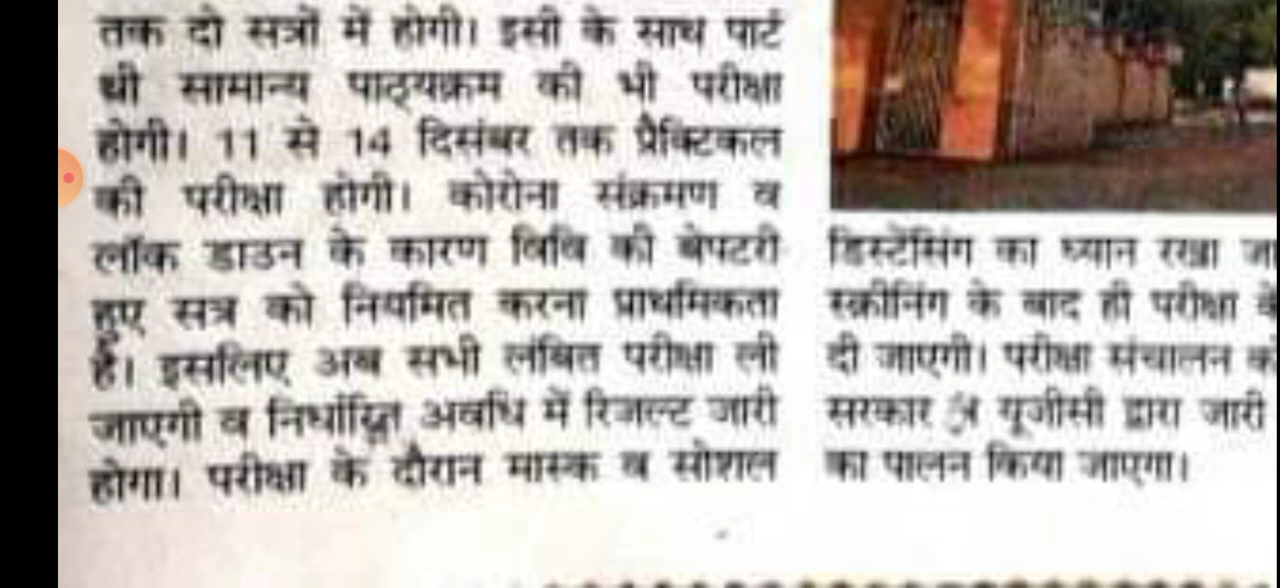 तक दो सत्रों में होगी। इसी के साथ पार्ट
थ्री सामान्य पाठ्यक्रम की भी परीक्षा
होगी। 11 से 14 दिसंबर तक प्रैक्टिकल
की परीक्षा होगी। कोरोना संक्रमण व
लॉक डाउन के कारण विवि की बेपटरी
हुए सत्र को नियमित करना प्राथमिकता
है। इसलिए अब सभी लंबित परीक्षा ली
जाएगी व निर्धारित अवधि में रिजल्ट जारी
होगा। परीक्षा के दौरान मास्क व सोशल
डिस्टेंसिंग का ध्यान रखा जा
स्क्रीनिंग के बाद ही परीक्षा
दी जाएगी। परीक्षा संचालन
सरकार यूजीसी द्वारा जारी
का पालन किया जाएगा।